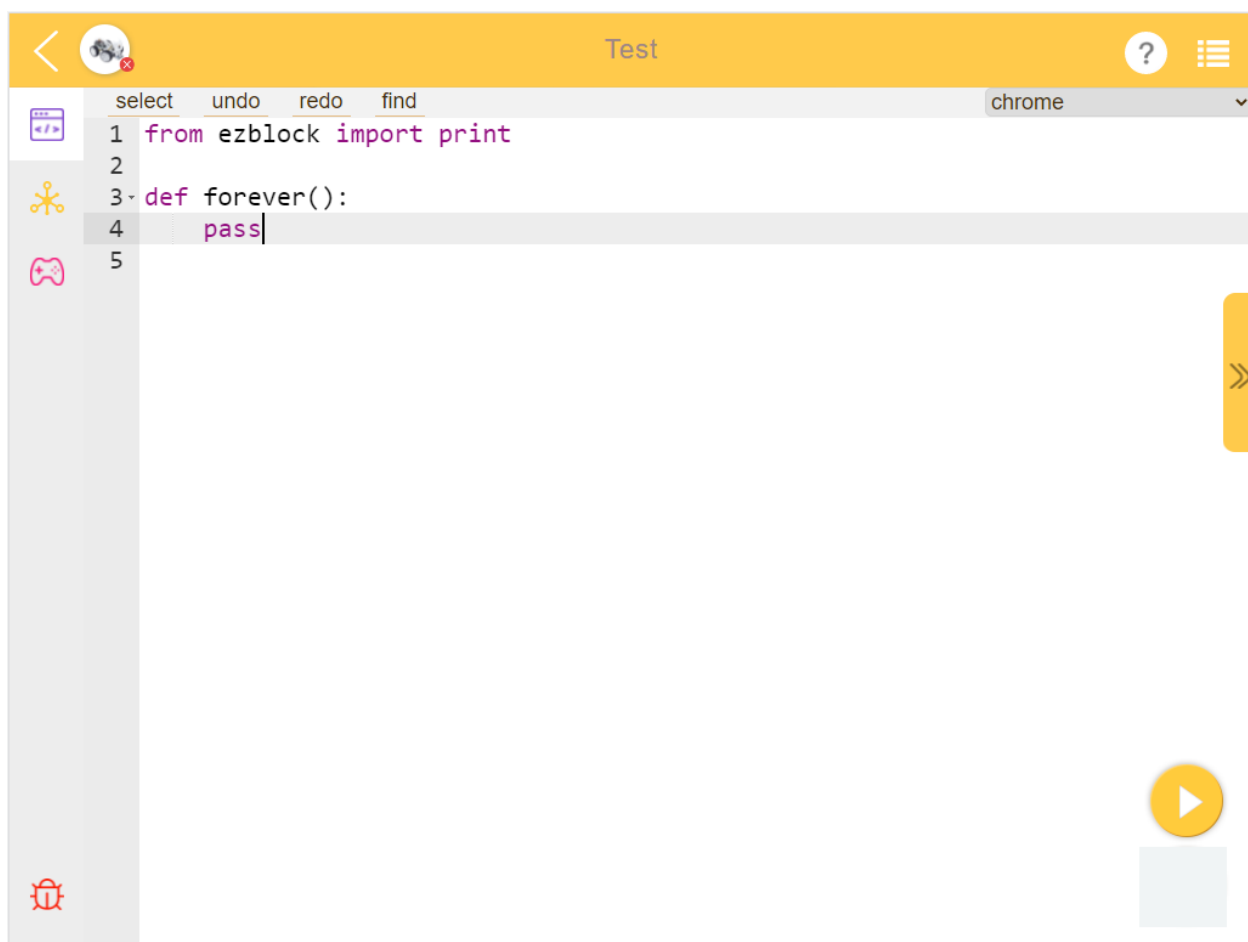 Test
?
select undo redo find chrome
</>
1 from ezblock import print
2
3 def forever():
4     pass
5